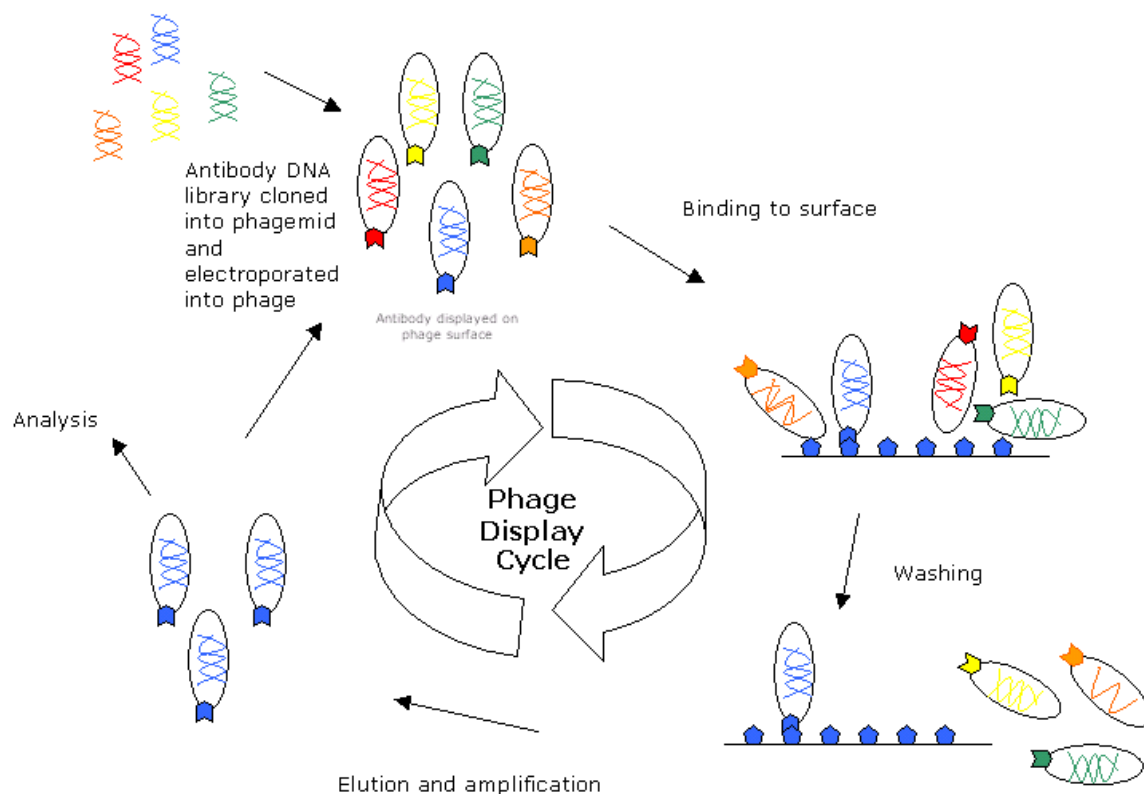 Antibody DNA
library cloned
into phagemid
and
electroporated
into phage
Antibody displayed on
phage surface
Binding to surface
Analysis
Phage
Display
Cycle
Washing
Elution and amplification